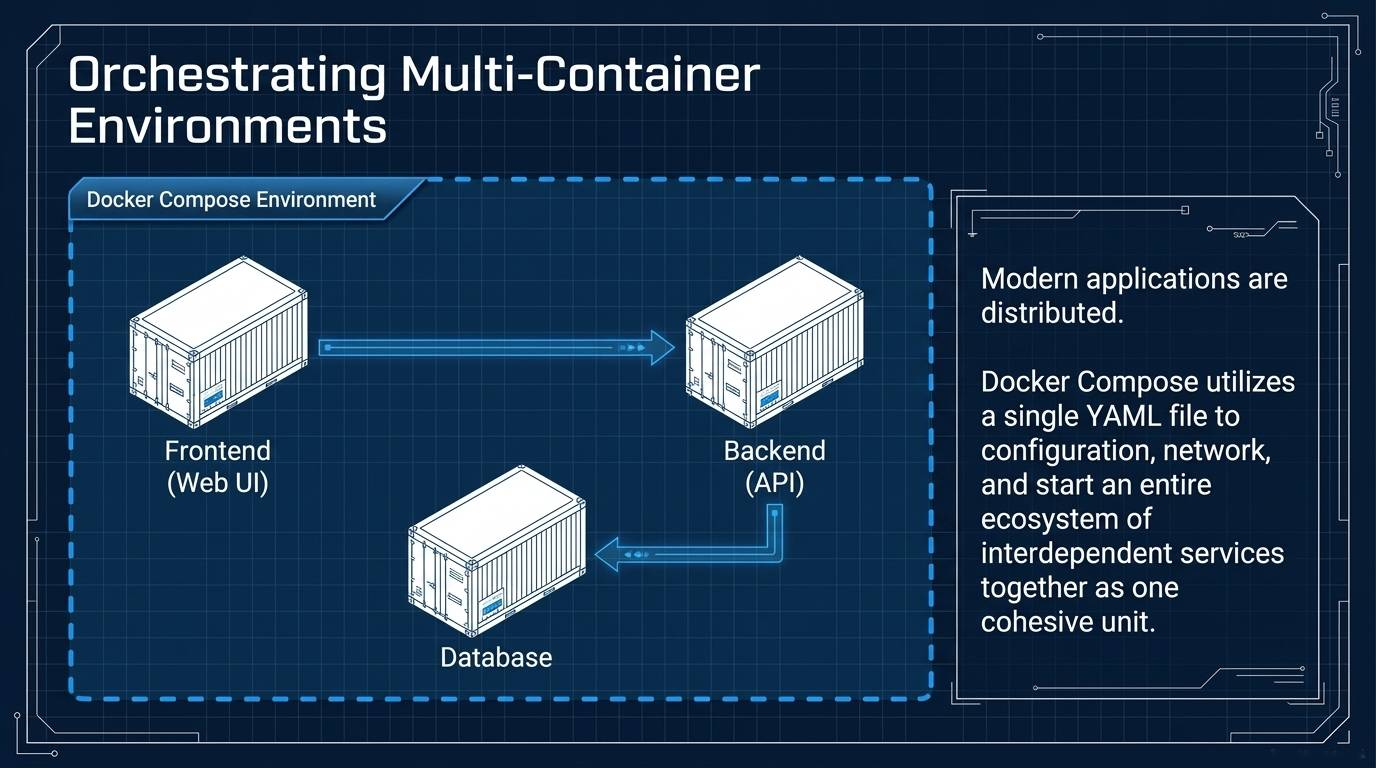 Orchestrating Multi-Container
Environments
Docker Compose Environment
Frontend
(Web UI)
Backend
(API)
Database
Modern applications are
distributed.
Docker Compose utilizes
a single YAML file to
configuration, network,
and start an entire
ecosystem of
interdependent services
together as one
cohesive unit.